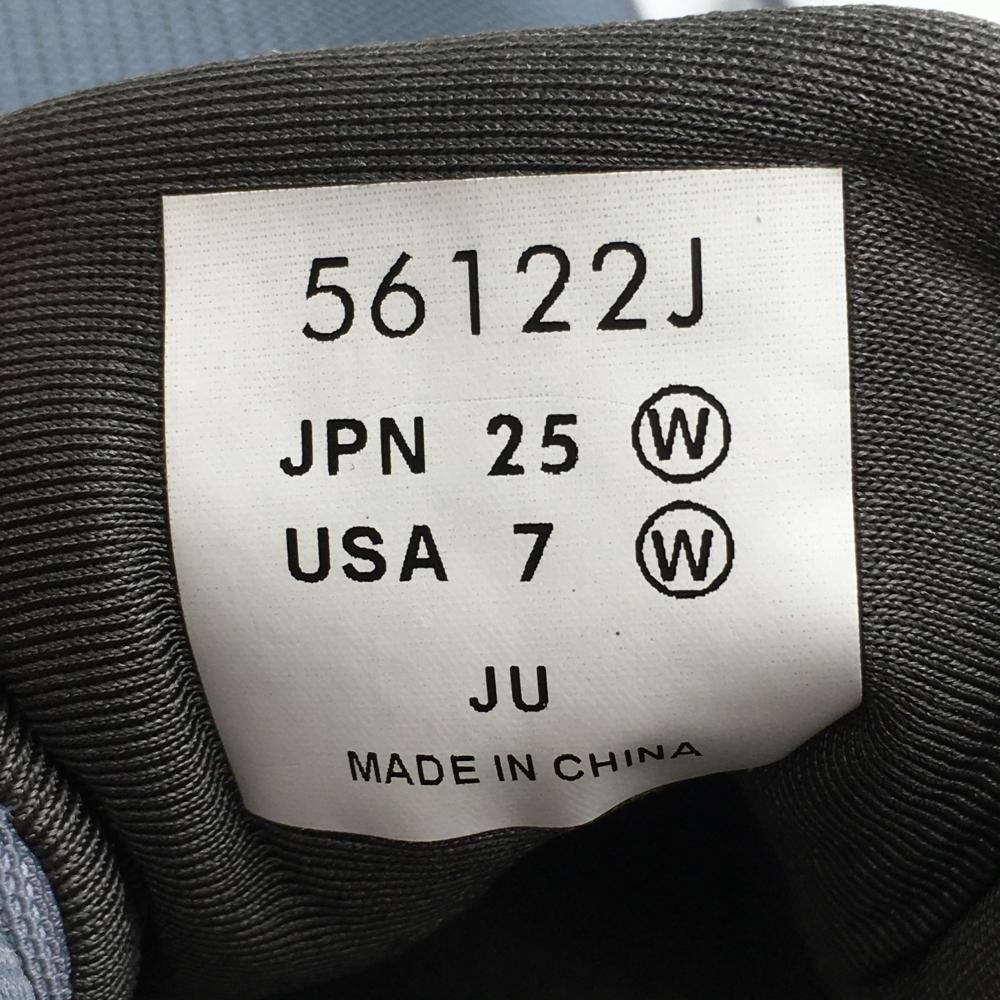 56122J
JPN 25 Ⓦ
USA 7 Ⓦ
JU
MADE IN CHINA